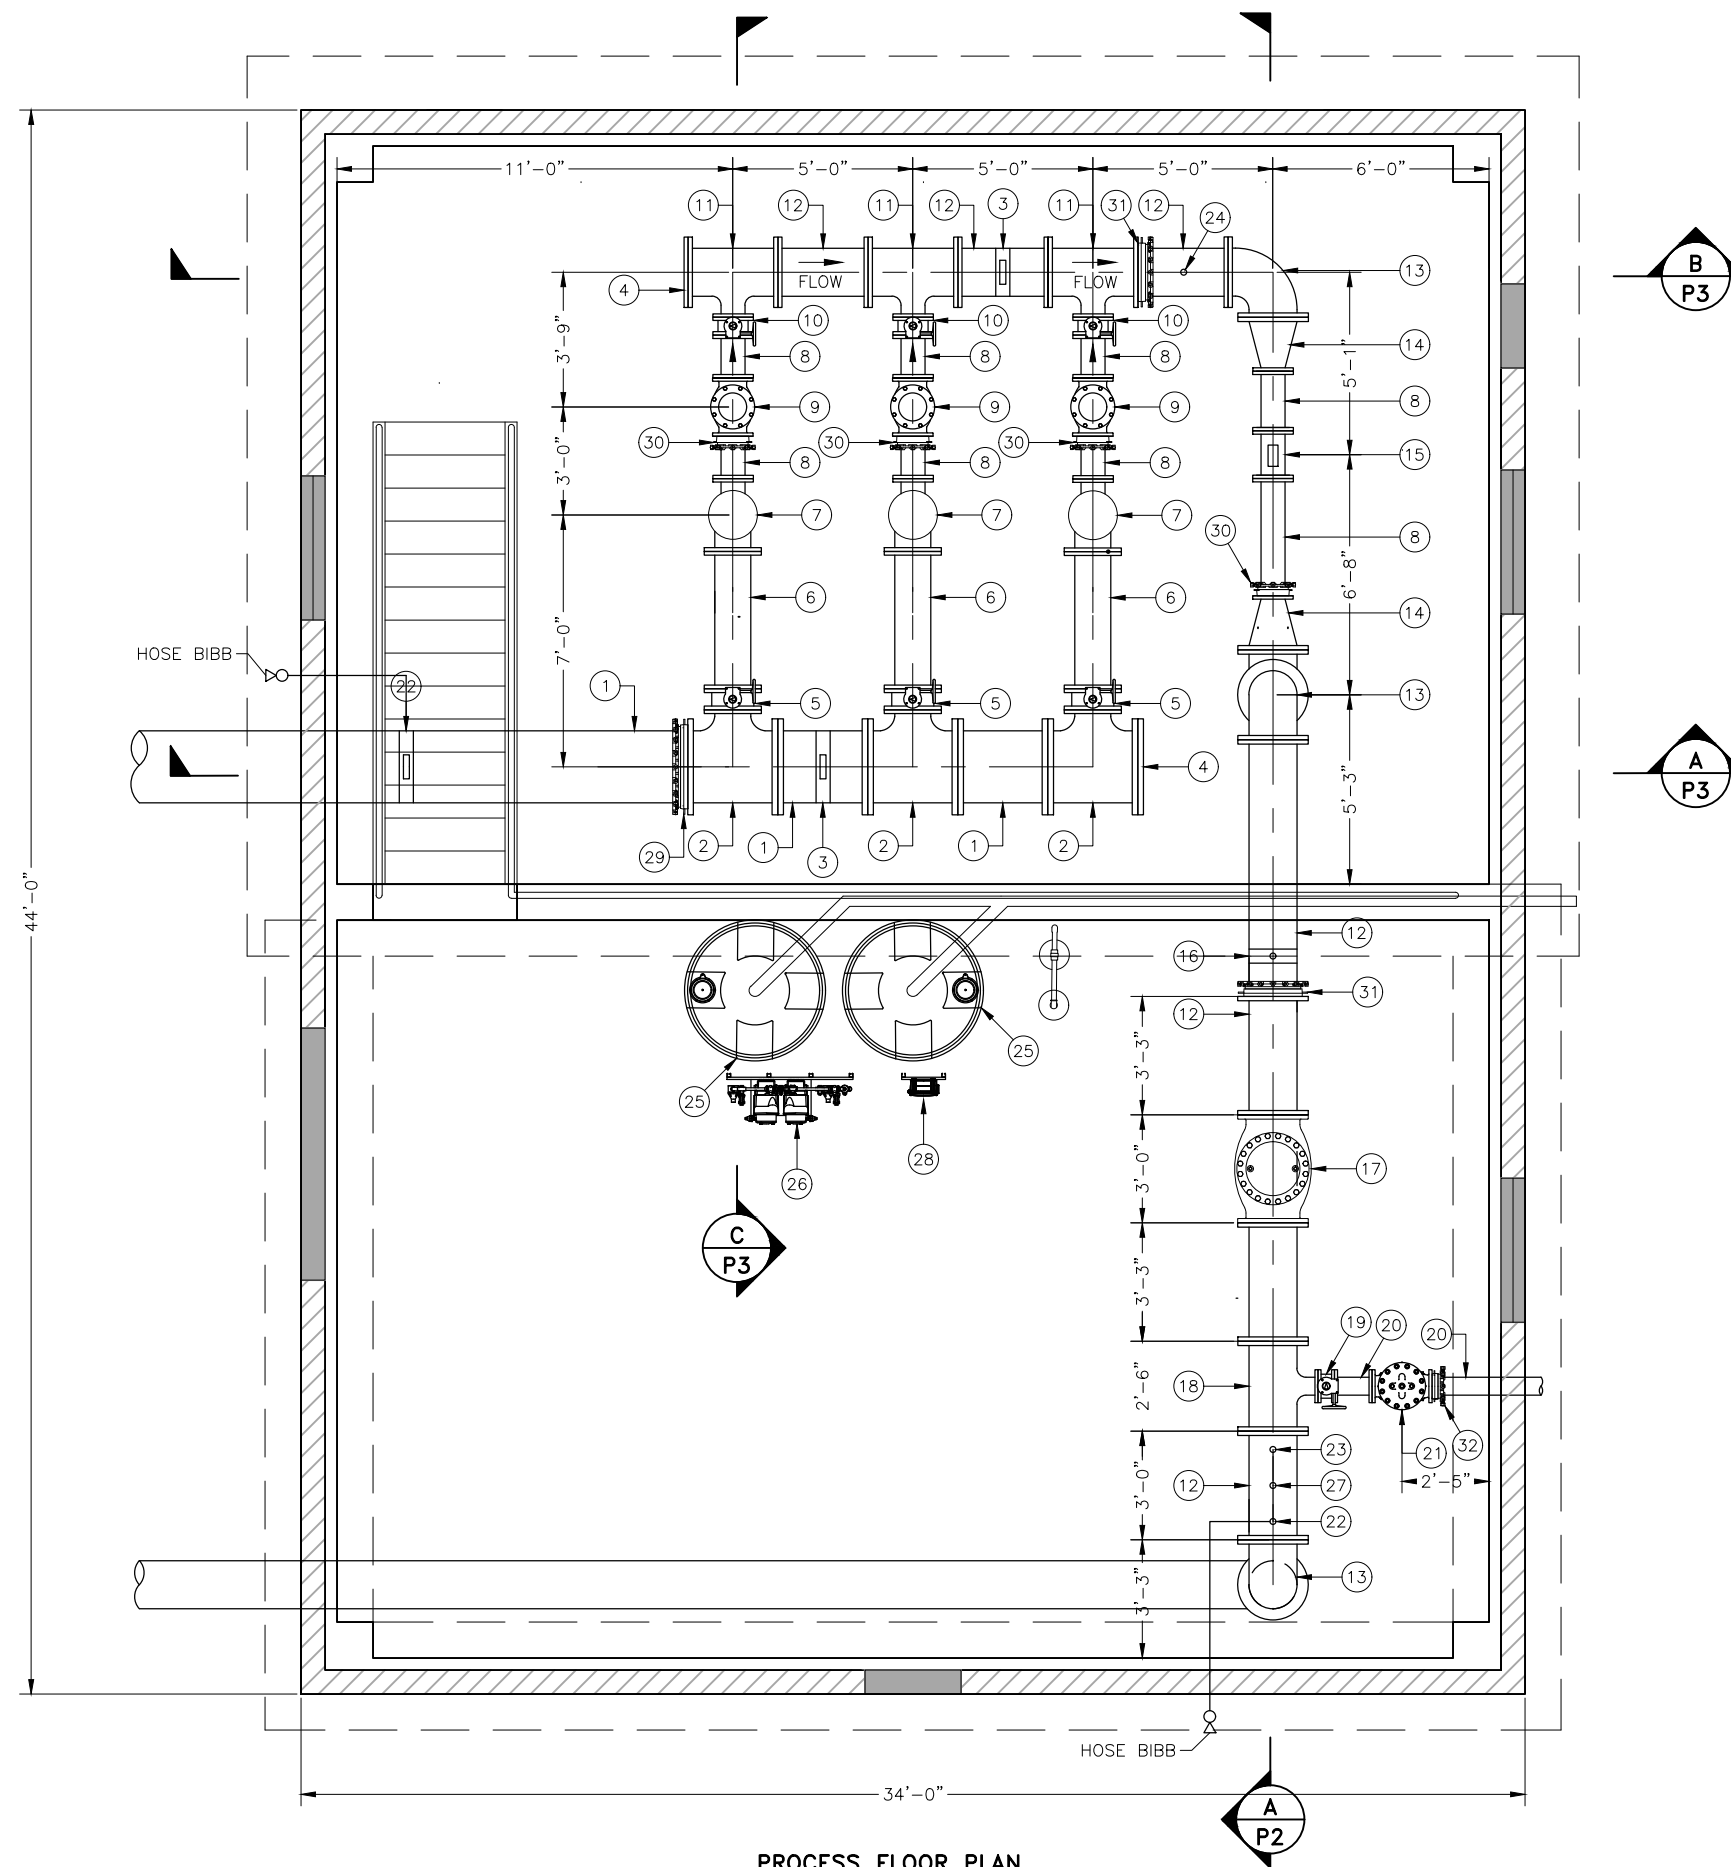 11'-0" 5'-0" 5'-0" 5'-0" 6'-0"
11 12 11 12 3 11 31 12 24
B
P3
13
4
FLOW FLOW
10 10 10
14
8 8 8
3'-9"
5'-1"
9 9 9 8
30 30 30
15
8 8 8
3'-0"
7 7 7
30 8
6'-8"
6 6 6 14
7'-0"
HOSE BIBB
22 1
5 5 5 13
4
A
P3
5'-3"
29 2 1 3 2 1 2
44'-0"
12
16
31
12
25
3'-3"
25
28
26
17
3'-0"
C
P3
3'-3"
19 20 20
18
2'-6"
23
21 32
2'-5"
12 27
3'-0"
22
13
3'-3"
HOSE BIBB
34'-0"
A
P2
PROCESS FLOOR PLAN